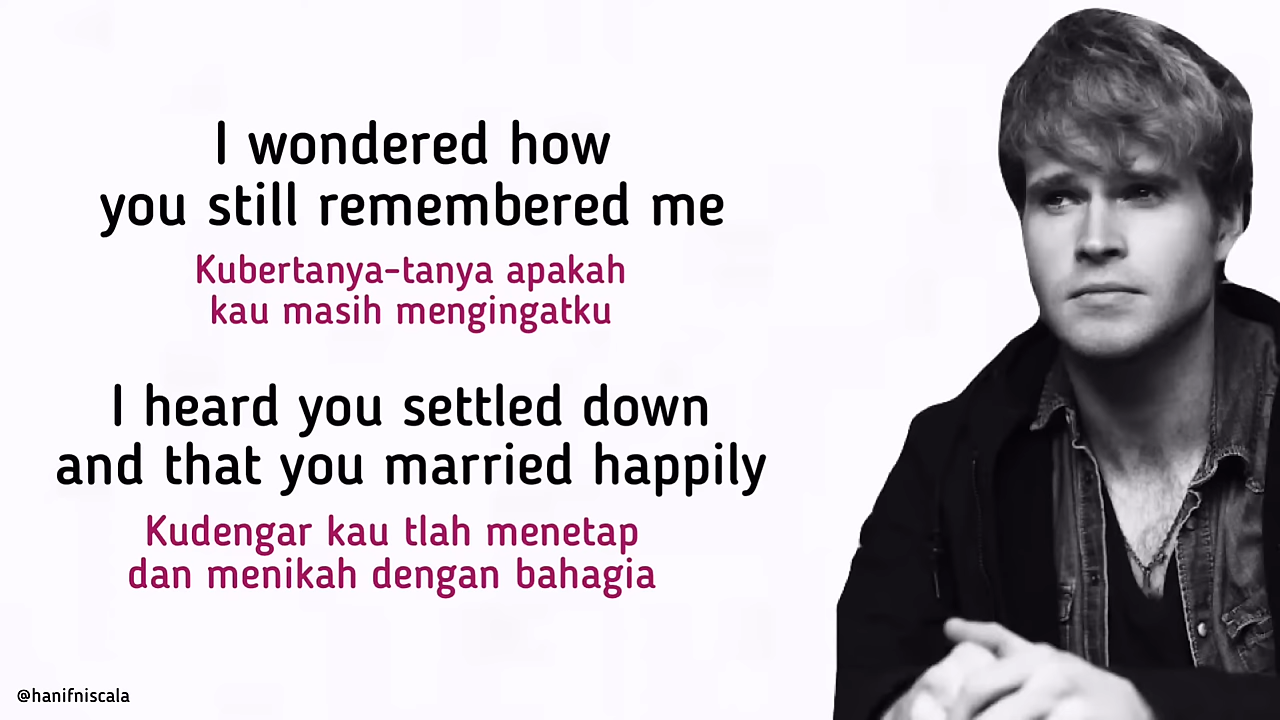 I wondered how
you still remembered me
Kubertanya-tanya apakah
kau masih mengingatku
I heard you settled down
and that you married happily
Kudengar kau tlah menetap
dan menikah dengan bahagia
@hanifniscala